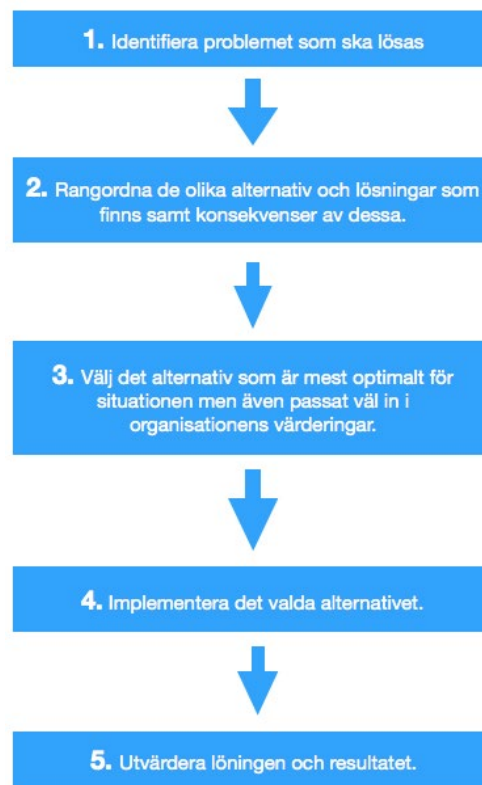 1. Identifiera problemet som ska lösas
2. Rangordna de olika alternativ och lösningar som
finns samt konsekvenser av dessa.
3. Välj det alternativ som är mest optimalt för
situationen men även passat väl in i
organisationens värderingar.
4. Implementera det valda alternativet.
5. Utvärdera löningen och resultatet.